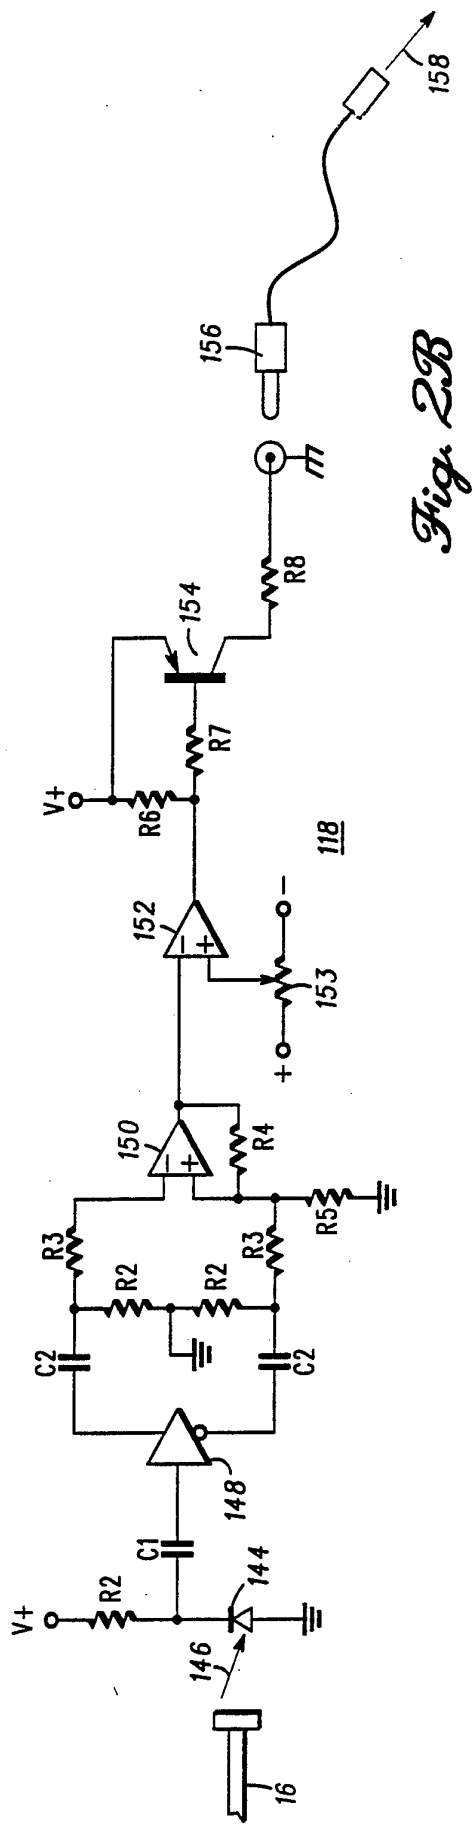 V+
R2
146
144
16
C1
148
C2
C2
R2
R2
R3
R3
150
−
+
R4
R5
152
−
+
+
−
153
118
V+
R6
R7
154
R8
156
158
Fig. 2B